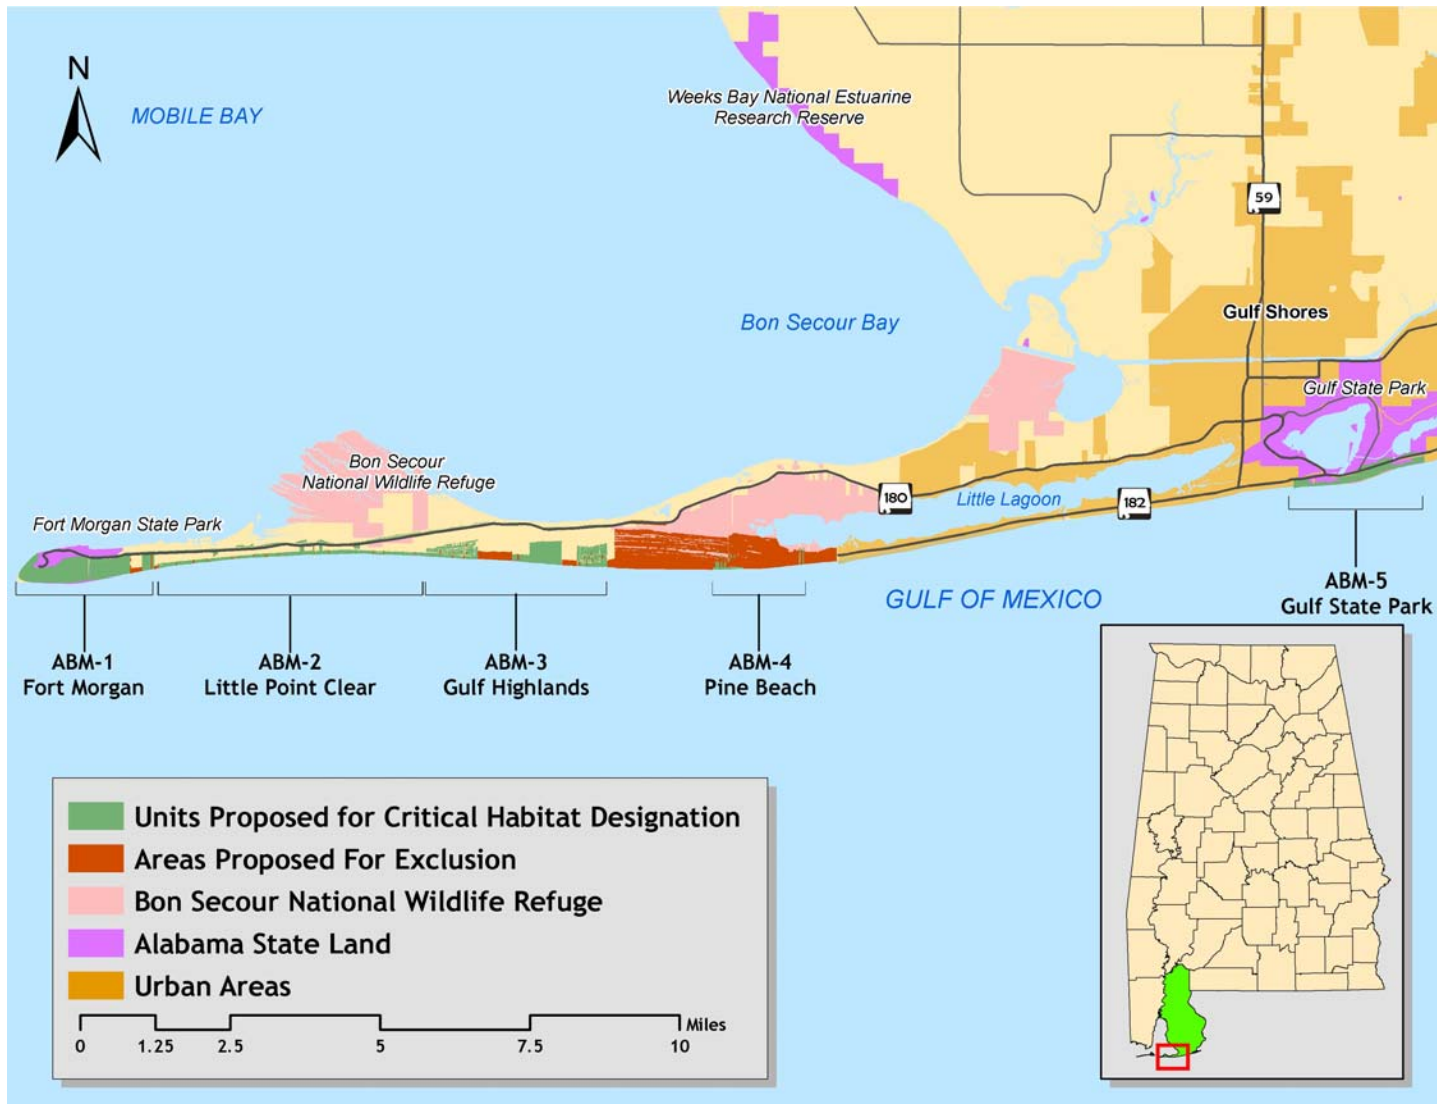 N
MOBILE BAY
Weeks Bay National Estuarine
Research Reserve
59
Gulf Shores
Bon Secour Bay
Gulf State Park
Bon Secour
National Wildlife Refuge
180
Little Lagoon
182
Fort Morgan State Park
GULF OF MEXICO
ABM-5
Gulf State Park
ABM-1
Fort Morgan
ABM-2
Little Point Clear
ABM-3
Gulf Highlands
ABM-4
Pine Beach
Units Proposed for Critical Habitat Designation
Areas Proposed For Exclusion
Bon Secour National Wildlife Refuge
Alabama State Land
Urban Areas
Miles
0 1.25 2.5 5 7.5 10